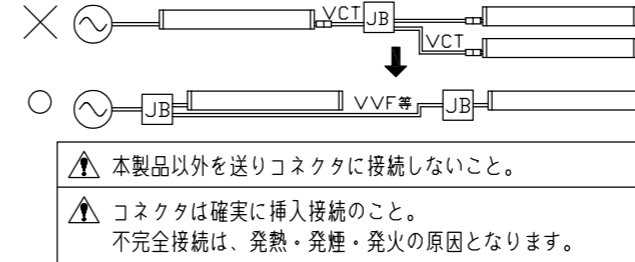 × VCT JB
VCT
○ JB VVF等 JB
本製品以外を送りコネクタに接続しないこと。
コネクタは確実に挿入接続のこと。
不完全接続は、発熱・発煙・発火の原因となります。